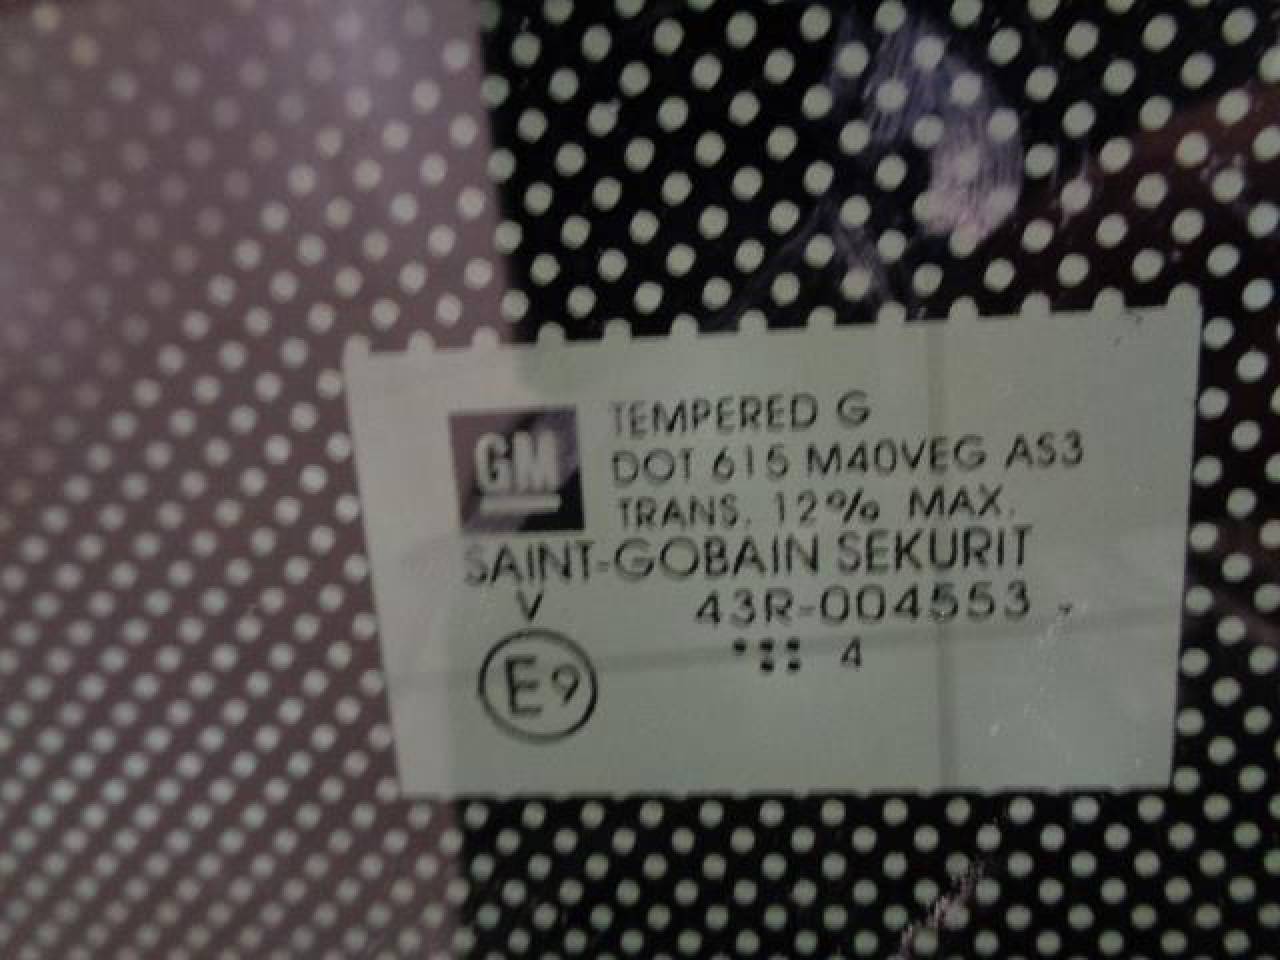 GM
TEMPERED G
DOT 615 M40VEG AS3
TRANS. 12% MAX.
SAINT-GOBAIN SEKURIT
V 43R-004553
E9 4